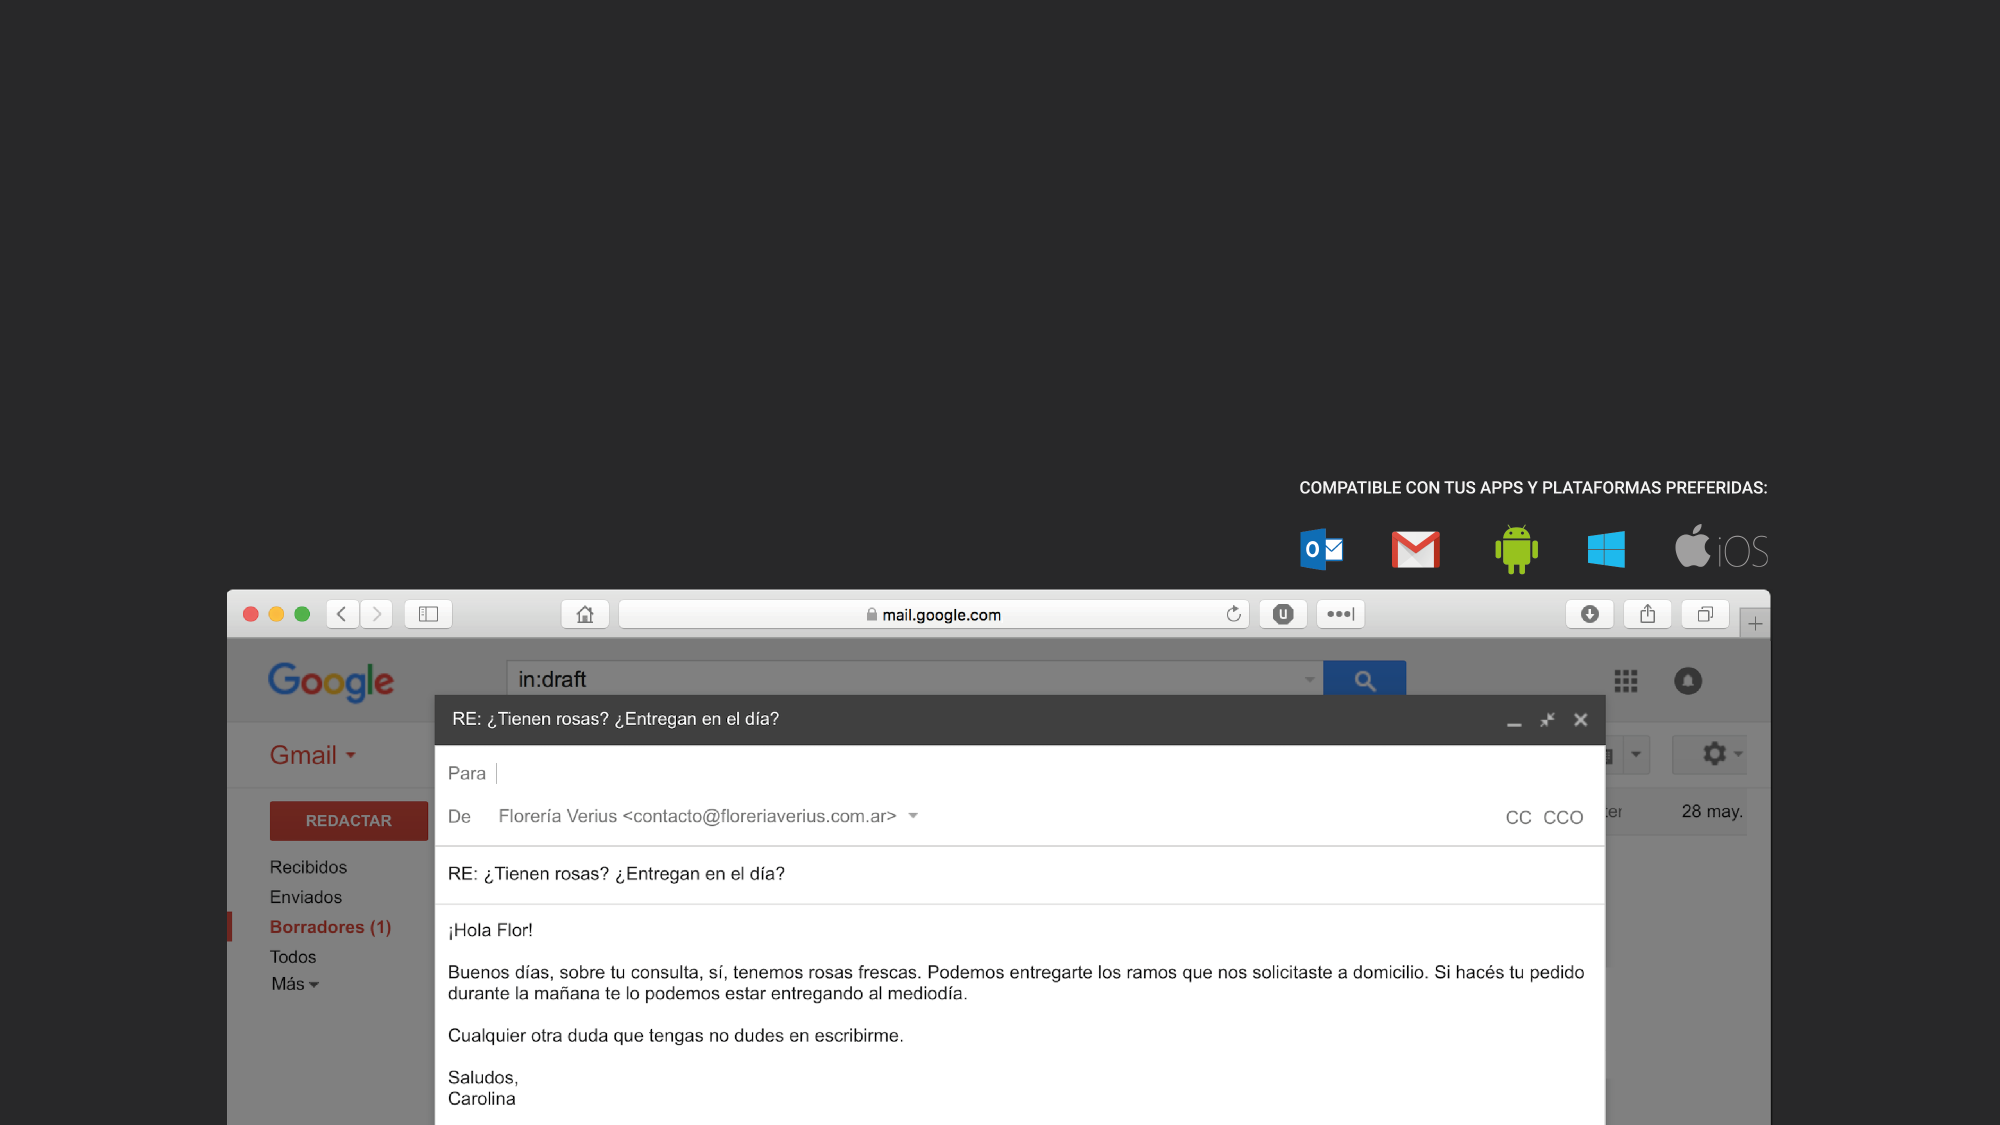 COMPATIBLE CON TUS APPS Y PLATAFORMAS PREFERIDAS:
iOS
mail.google.com
Google
in:draft
RE: ¿Tienen rosas? ¿Entregan en el día?
Gmail
Para
REDACTAR
De Florería Verius <contacto@floreriaverius.com.ar>
CC CCO
28 may.
Recibidos
Enviados
Borradores (1)
Todos
Más
RE: ¿Tienen rosas? ¿Entregan en el día?
¡Hola Flor!
Buenos días, sobre tu consulta, sí, tenemos rosas frescas. Podemos entregarte los ramos que nos solicitaste a domicilio. Si hacés tu pedido
durante la mañana te lo podemos estar entregando al mediodía.
Cualquier otra duda que tengas no dudes en escribirme.
Saludos,
Carolina